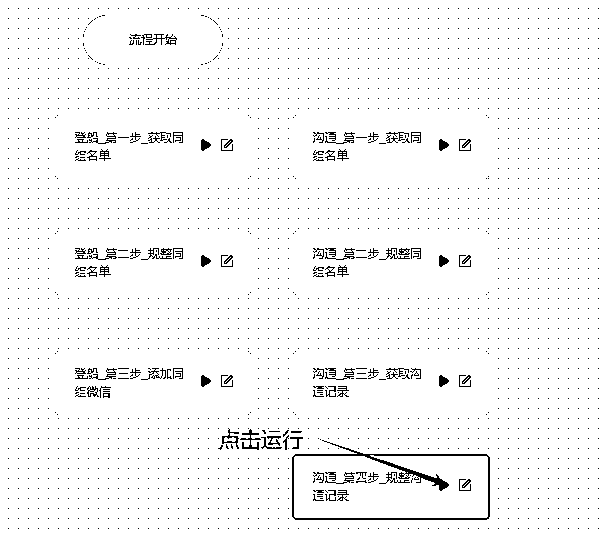 流程开始
登船_第一步_获取同
组名单
沟通_第一步_获取同
组名单
登船_第二步_规整同
组名单
沟通_第二步_规整同
组名单
登船_第三步_添加同
组微信
沟通_第三步_获取沟
通记录
点击运行
沟通_第四步_规整沟
通记录